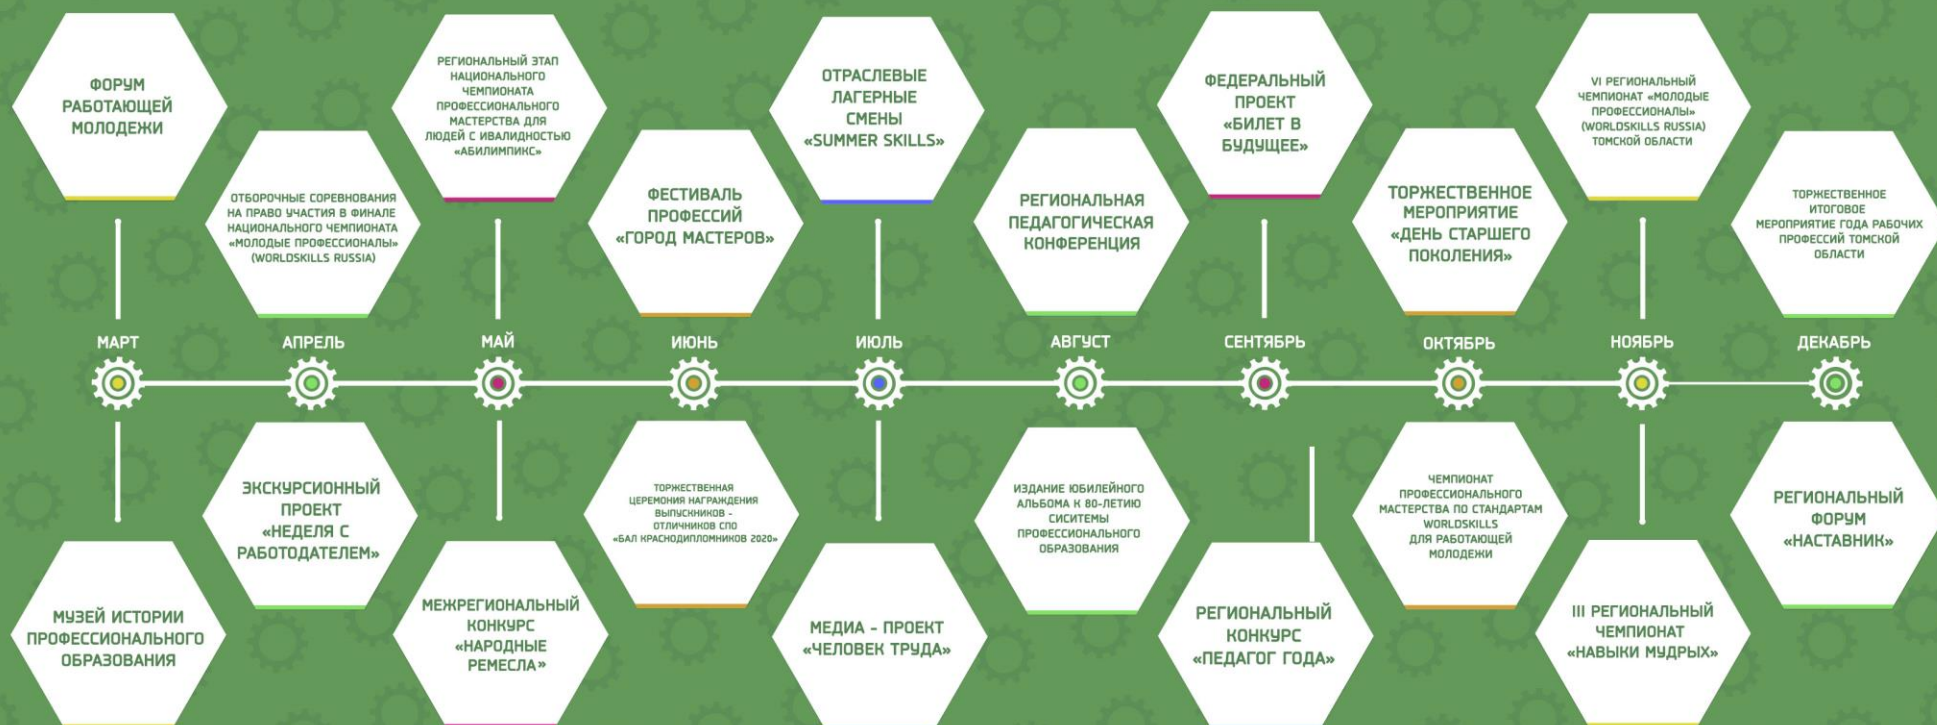 ФОРУМ
РАБОТАЮЩЕЙ
МОЛОДЕЖИ
ОТБОРОЧНЫЕ СОРЕВНОВАНИЯ
НА ПРАВО УЧАСТИЯ В ФИНАЛЕ
НАЦИОНАЛЬНОГО ЧЕМПИОНАТА
«МОЛОДЫЕ ПРОФЕССИОНАЛЫ»
(WORLDSKILLS RUSSIA)
РЕГИОНАЛЬНЫЙ ЭТАП
НАЦИОНАЛЬНОГО
ЧЕМПИОНАТА
ПРОФЕССИОНАЛЬНОГО
МАСТЕРСТВА ДЛЯ
ЛЮДЕЙ С ИВАЛИДНОСТЬЮ
«АБИЛИМПИКС»
ФЕСТИВАЛЬ
ПРОФЕССИЙ
«ГОРОД МАСТЕРОВ»
ОТРАСЛЕВЫЕ
ЛАГЕРНЫЕ
СМЕНЫ
«SUMMER SKILLS»
РЕГИОНАЛЬНАЯ
ПЕДАГОГИЧЕСКАЯ
КОНФЕРЕНЦИЯ
ФЕДЕРАЛЬНЫЙ
ПРОЕКТ
«БИЛЕТ В
БУДУЩЕЕ»
ТОРЖЕСТВЕННОЕ
МЕРОПРИЯТИЕ
«ДЕНЬ СТАРШЕГО
ПОКОЛЕНИЯ»
VI РЕГИОНАЛЬНЫЙ
ЧЕМПИОНАТ «МОЛОДЫЕ
ПРОФЕССИОНАЛЫ»
(WORLDSKILLS RUSSIA)
ТОМСКОЙ ОБЛАСТИ
ТОРЖЕСТВЕННОЕ
ИТОГОВОЕ
МЕРОПРИЯТИЕ ГОДА РАБОЧИХ
ПРОФЕССИЙ ТОМСКОЙ
ОБЛАСТИ
МАРТ
АПРЕЛЬ
МАЙ
ИЮНЬ
ИЮЛЬ
АВГУСТ
СЕНТЯБРЬ
ОКТЯБРЬ
НОЯБРЬ
ДЕКАБРЬ
МУЗЕЙ ИСТОРИИ
ПРОФЕССИОНАЛЬНОГО
ОБРАЗОВАНИЯ
ЭКСКУРСИОННЫЙ
ПРОЕКТ
«НЕДЕЛЯ С
РАБОТОДАТЕЛЕМ»
МЕЖРЕГИОНАЛЬНЫЙ
КОНКУРС
«НАРОДНЫЕ
РЕМЕСЛА»
ТОРЖЕСТВЕННАЯ
ЦЕРЕМОНИЯ НАГРАЖДЕНИЯ
ВЫПУСКНИКОВ -
ОТЛИЧНИКОВ СПО
«БАЛ КРАСНОДИПЛОМНИКОВ 2020»
МЕДИА - ПРОЕКТ
«ЧЕЛОВЕК ТРУДА»
ИЗДАНИЕ ЮБИЛЕЙНОГО
АЛЬБОМА К 80-ЛЕТИЮ
СИСИТЕМЫ
ПРОФЕССИОНАЛЬНОГО
ОБРАЗОВАНИЯ
РЕГИОНАЛЬНЫЙ
КОНКУРС
«ПЕДАГОГ ГОДА»
ЧЕМПИОНАТ
ПРОФЕССИОНАЛЬНОГО
МАСТЕРСТВА ПО СТАНДАРТАМ
WORLDSKILLS
ДЛЯ РАБОТАЮЩЕЙ
МОЛОДЕЖИ
III РЕГИОНАЛЬНЫЙ
ЧЕМПИОНАТ
«НАВЫКИ МУДРЫХ»
РЕГИОНАЛЬНЫЙ
ФОРУМ
«НАСТАВНИК»